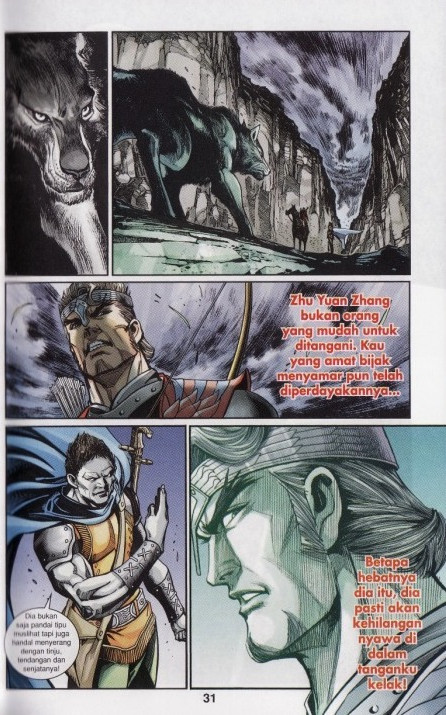 Zhu Yuan Zhang
bukan orang
yang mudah untuk
ditangani. Kau
yang amat bijak
menyamar pun telah
diperdayakannya...
Dia bukan
saja pandai tipu
muslihat tapi juga
handal menyerang
dengan tinju,
tendangan dan
senjatanya!
Betapa
hebatnya
dia itu, dia
pasti akan
kehilangan
nyawa di
dalam
tanganku
kelak!
31